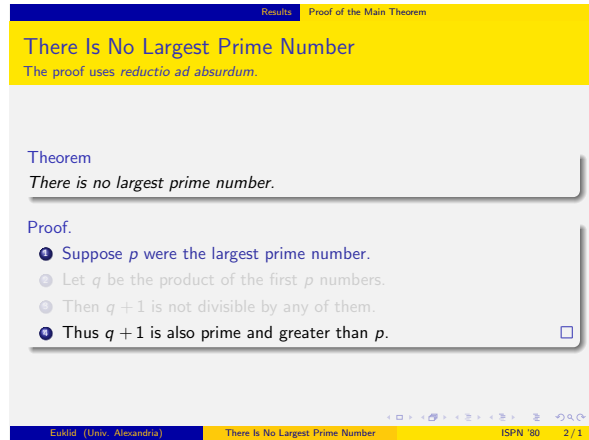 Results Proof of the Main Theorem
There Is No Largest Prime Number
The proof uses reductio ad absurdum.
Theorem
There is no largest prime number.
Proof.
1 Suppose p were the largest prime number.
2 Let q be the product of the first p numbers.
3 Then q + 1 is not divisible by any of them.
4 Thus q + 1 is also prime and greater than p.
Euklid (Univ. Alexandria) There Is No Largest Prime Number ISPN '80 2 / 1